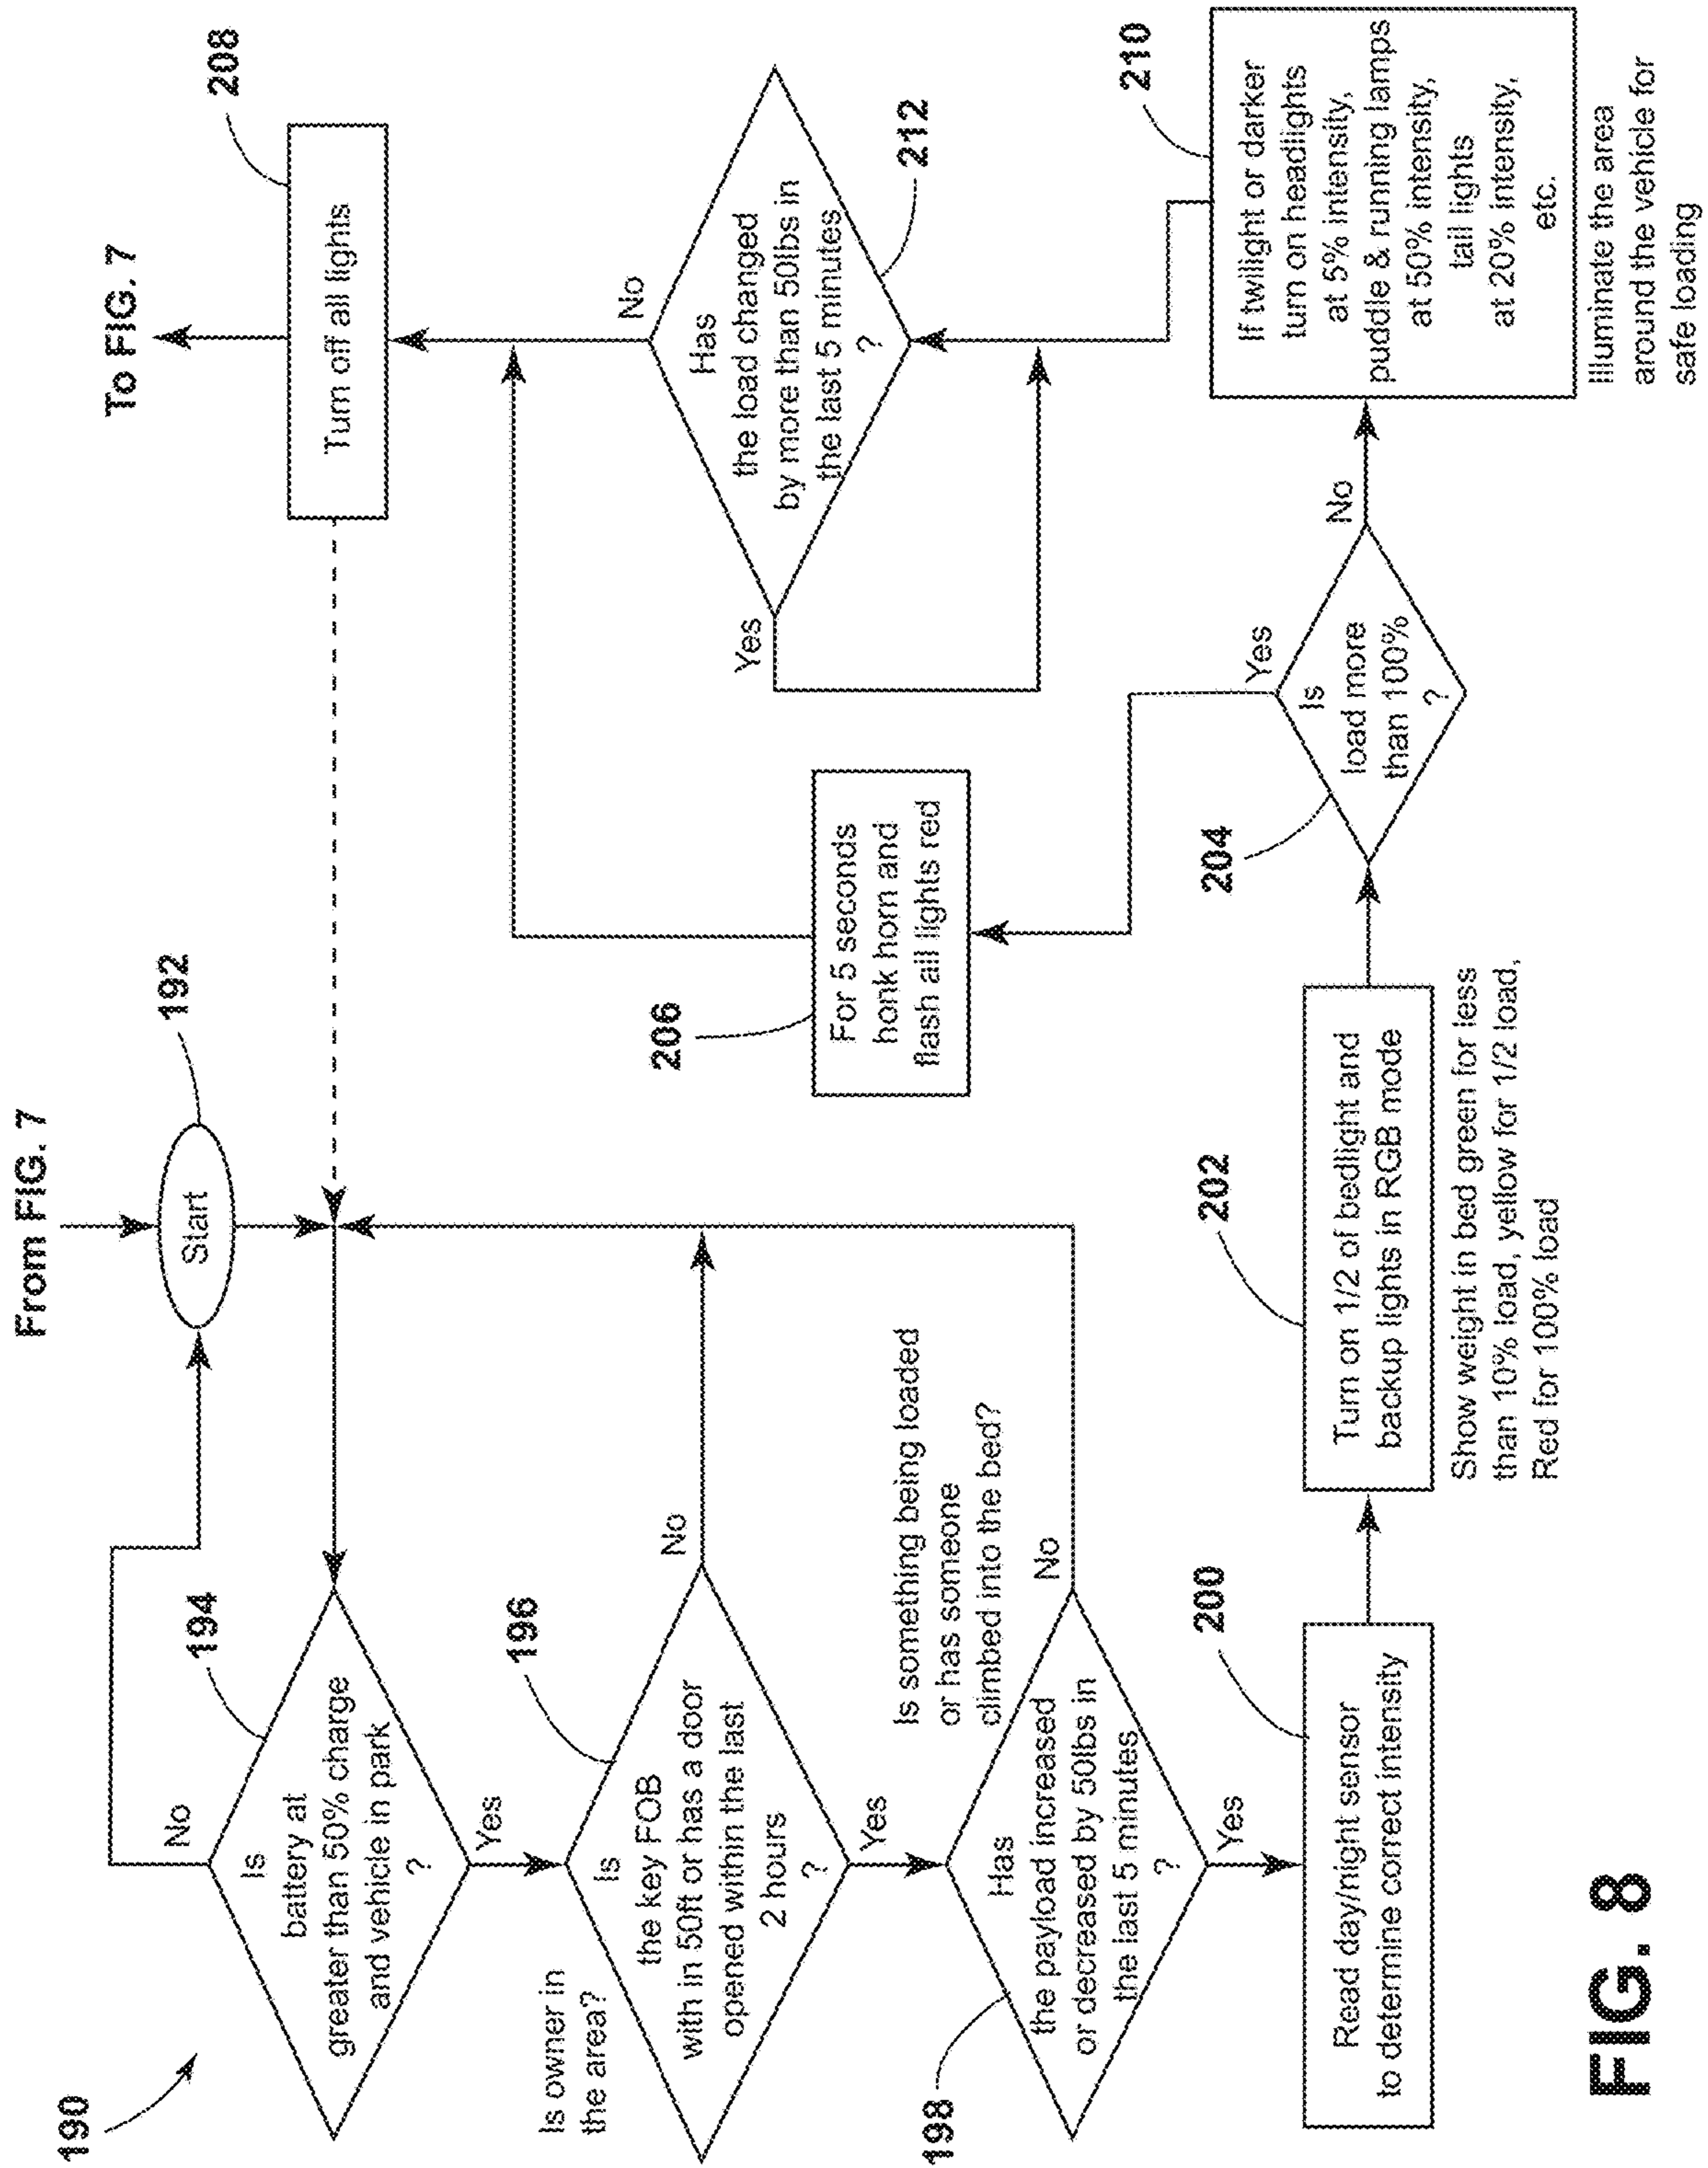 190
From FIG. 7
Start
192
To FIG. 7
Turn off all lights
208
194
Is
battery at
greater than 50% charge
and vehicle in park
?
No
Yes
Is owner in
the area?
196
Is
the key FOB
with in 50ft or has a door
opened within the last
2 hours
?
No
Yes
Is something being loaded
or has someone
climbed into the bed?
198
Has
the payload increased
or decreased by 50lbs in
the last 5 minutes
?
No
Yes
200
Read day/night sensor
to determine correct intensity
202
Turn on 1/2 of bedlight and
backup lights in RGB mode
Show weight in bed green for less
than 10% load, yellow for 1/2 load,
Red for 100% load
204
Is
load more
than 100%
?
Yes
No
206
For 5 seconds
honk horn and
flash all lights red
210
If twilight or darker
turn on headlights
at 5% intensity,
puddle & running lamps
at 50% intensity,
tail lights
at 20% intensity,
etc.
Illuminate the area
around the vehicle for
safe loading
212
Has
the load changed
by more than 50lbs in
the last 5 minutes
?
Yes
No
FIG. 8